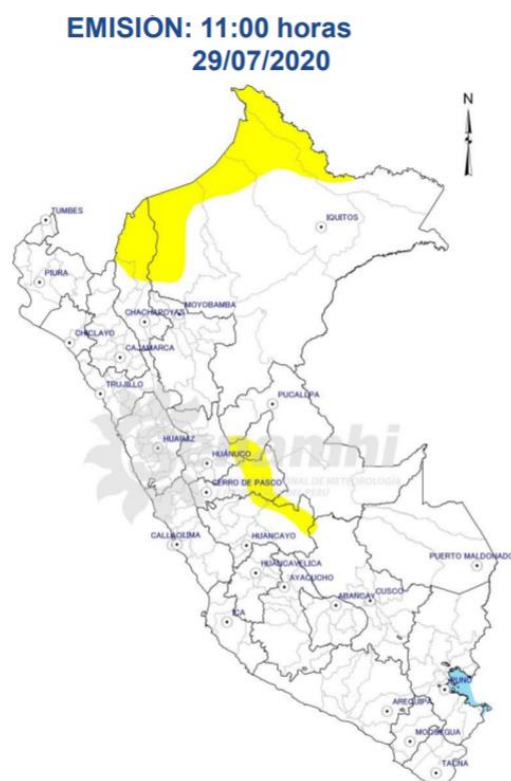 EMISIÓN: 11:00 horas
29/07/2020
N
TUMBES
IQUITOS
PIURA
MOYOBAMBA
CHACHAPOYAS
CHICLAYO
CAJAMARCA
TRUJILLO
PUCALLPA
HUARAZ
HUÁNUCO
CERRO DE PASCO
CALLAO LIMA
HUANCAYO
PUERTO MALDONADO
HUANCAVELICA
AYACUCHO
CUSCO
ABANCAY
ICA
PUNO
AREQUIPA
MOQUEGUA
TACNA